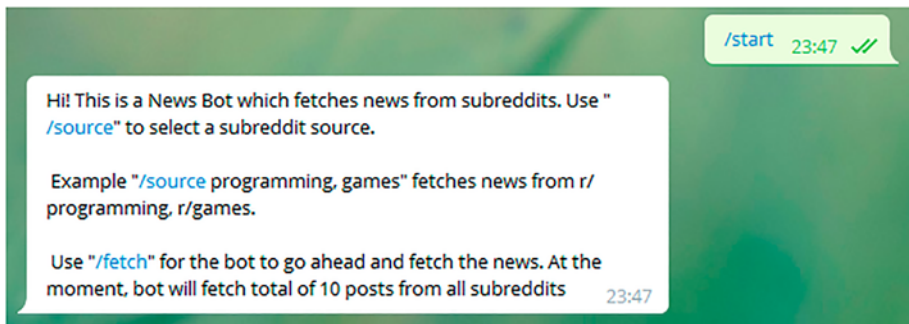 /start 23:47
Hi! This is a News Bot which fetches news from subreddits. Use "
/source" to select a subreddit source.
Example "/source programming, games" fetches news from r/
programming, r/games.
Use "/fetch" for the bot to go ahead and fetch the news. At the
moment, bot will fetch total of 10 posts from all subreddits 23:47